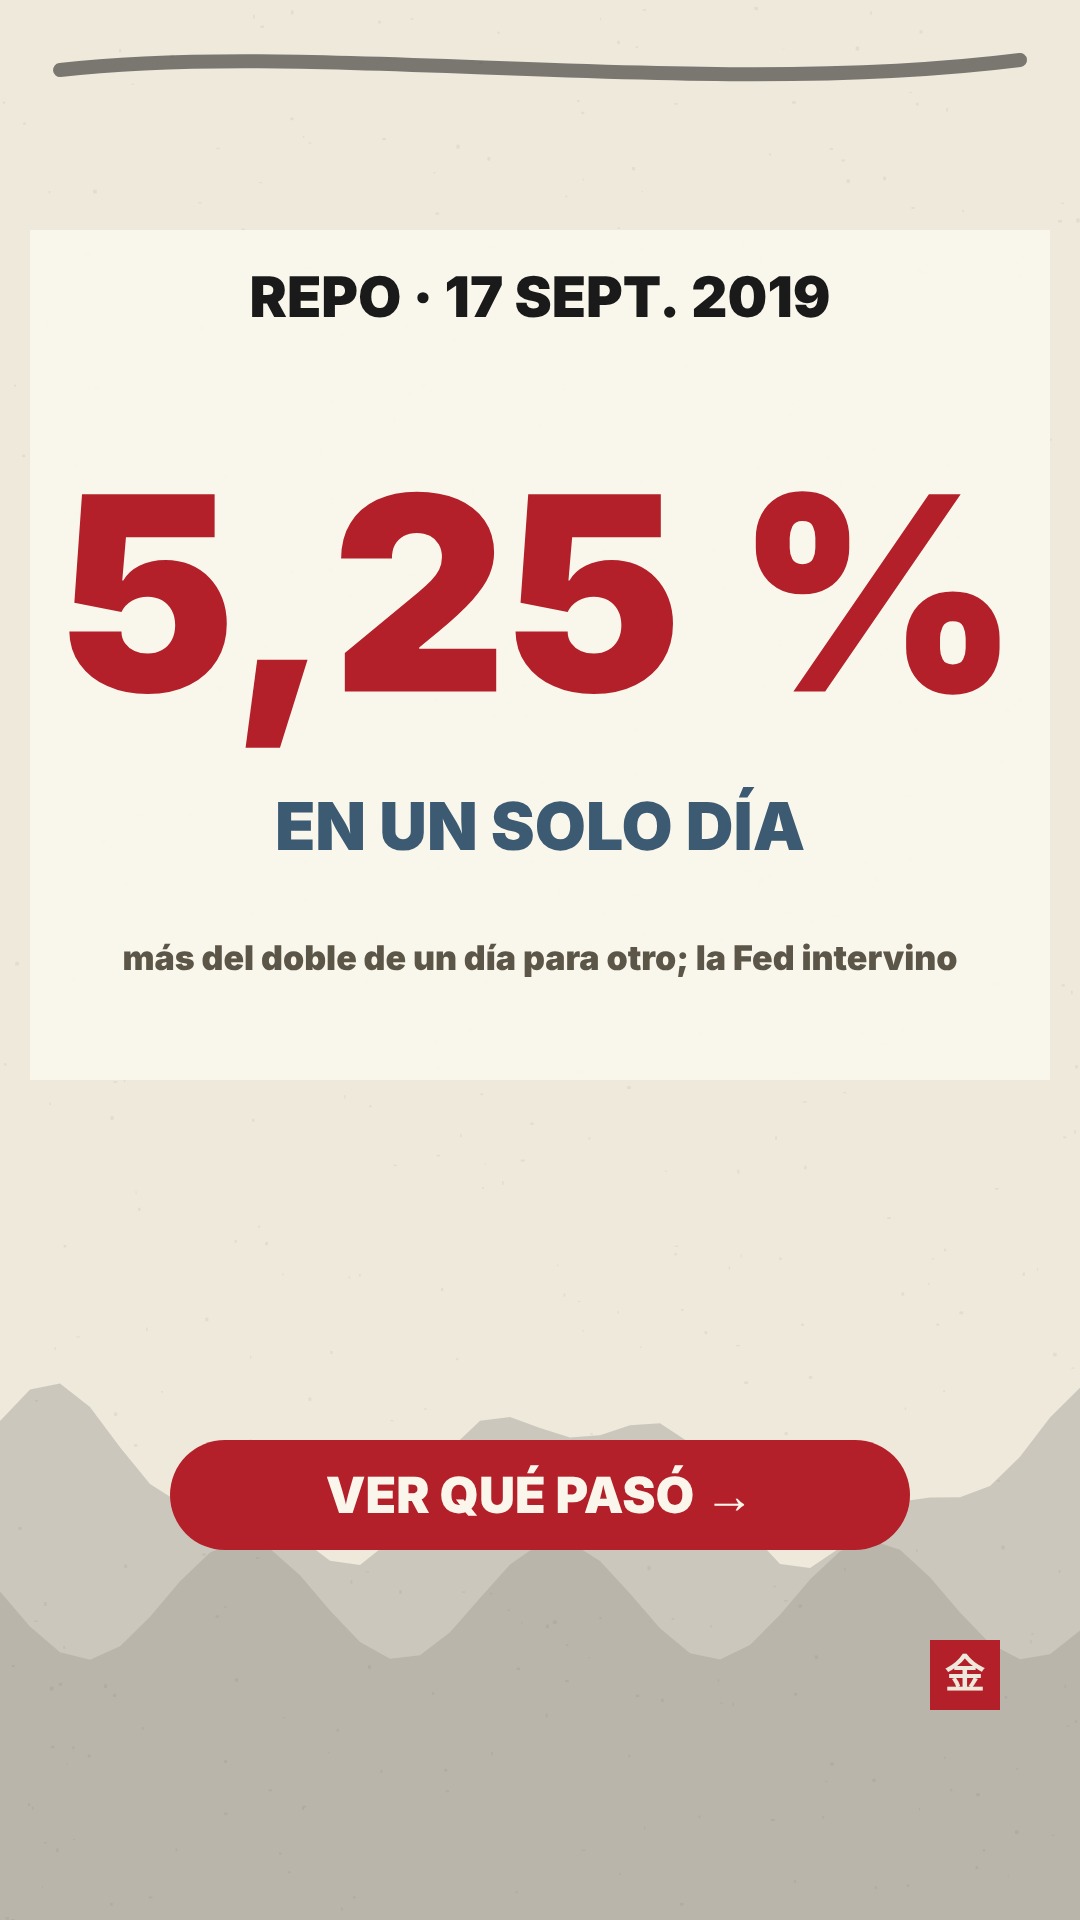 REPO · 17 SEPT. 2019
5,25 %
EN UN SOLO DÍA
más del doble de un día para otro; la Fed intervino
VER QUÉ PASÓ →
金